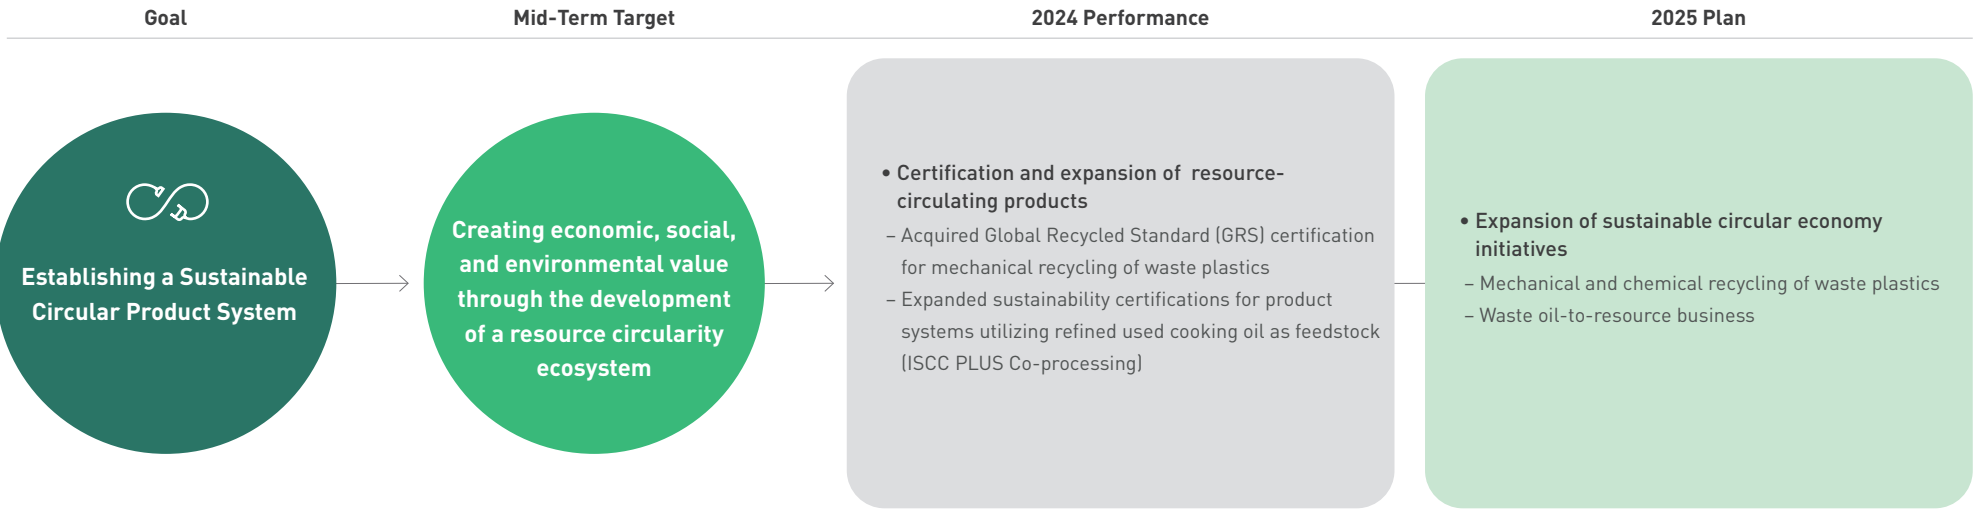 Goal
Mid-Term Target
2024 Performance
2025 Plan
Establishing a Sustainable
Circular Product System
Creating economic, social,
and environmental value
through the development
of a resource circularity
ecosystem
• Certification and expansion of resource-
circulating products
– Acquired Global Recycled Standard (GRS) certification
for mechanical recycling of waste plastics
– Expanded sustainability certifications for product
systems utilizing refined used cooking oil as feedstock
(ISCC PLUS Co-processing)
• Expansion of sustainable circular economy
initiatives
– Mechanical and chemical recycling of waste plastics
– Waste oil-to-resource business